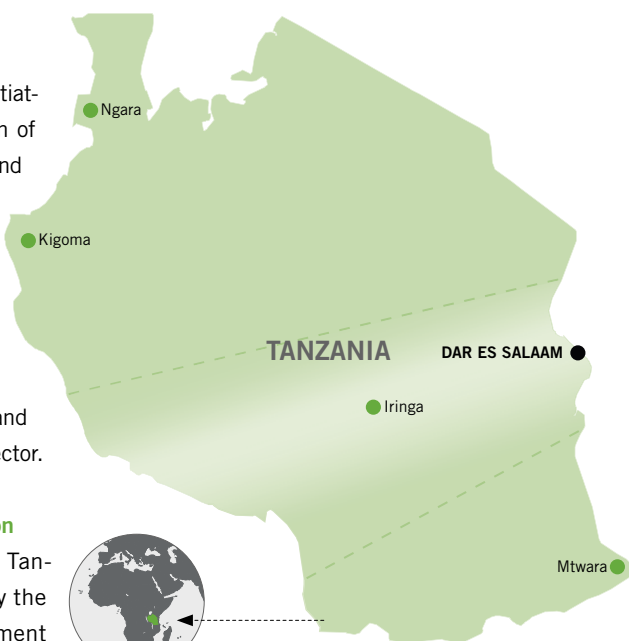 tiat-
n of
nd
and
ctor.
on
Tan-
y the
ment
Ngara
Kigoma
TANZANIA
DAR ES SALAAM
Iringa
Mtwara